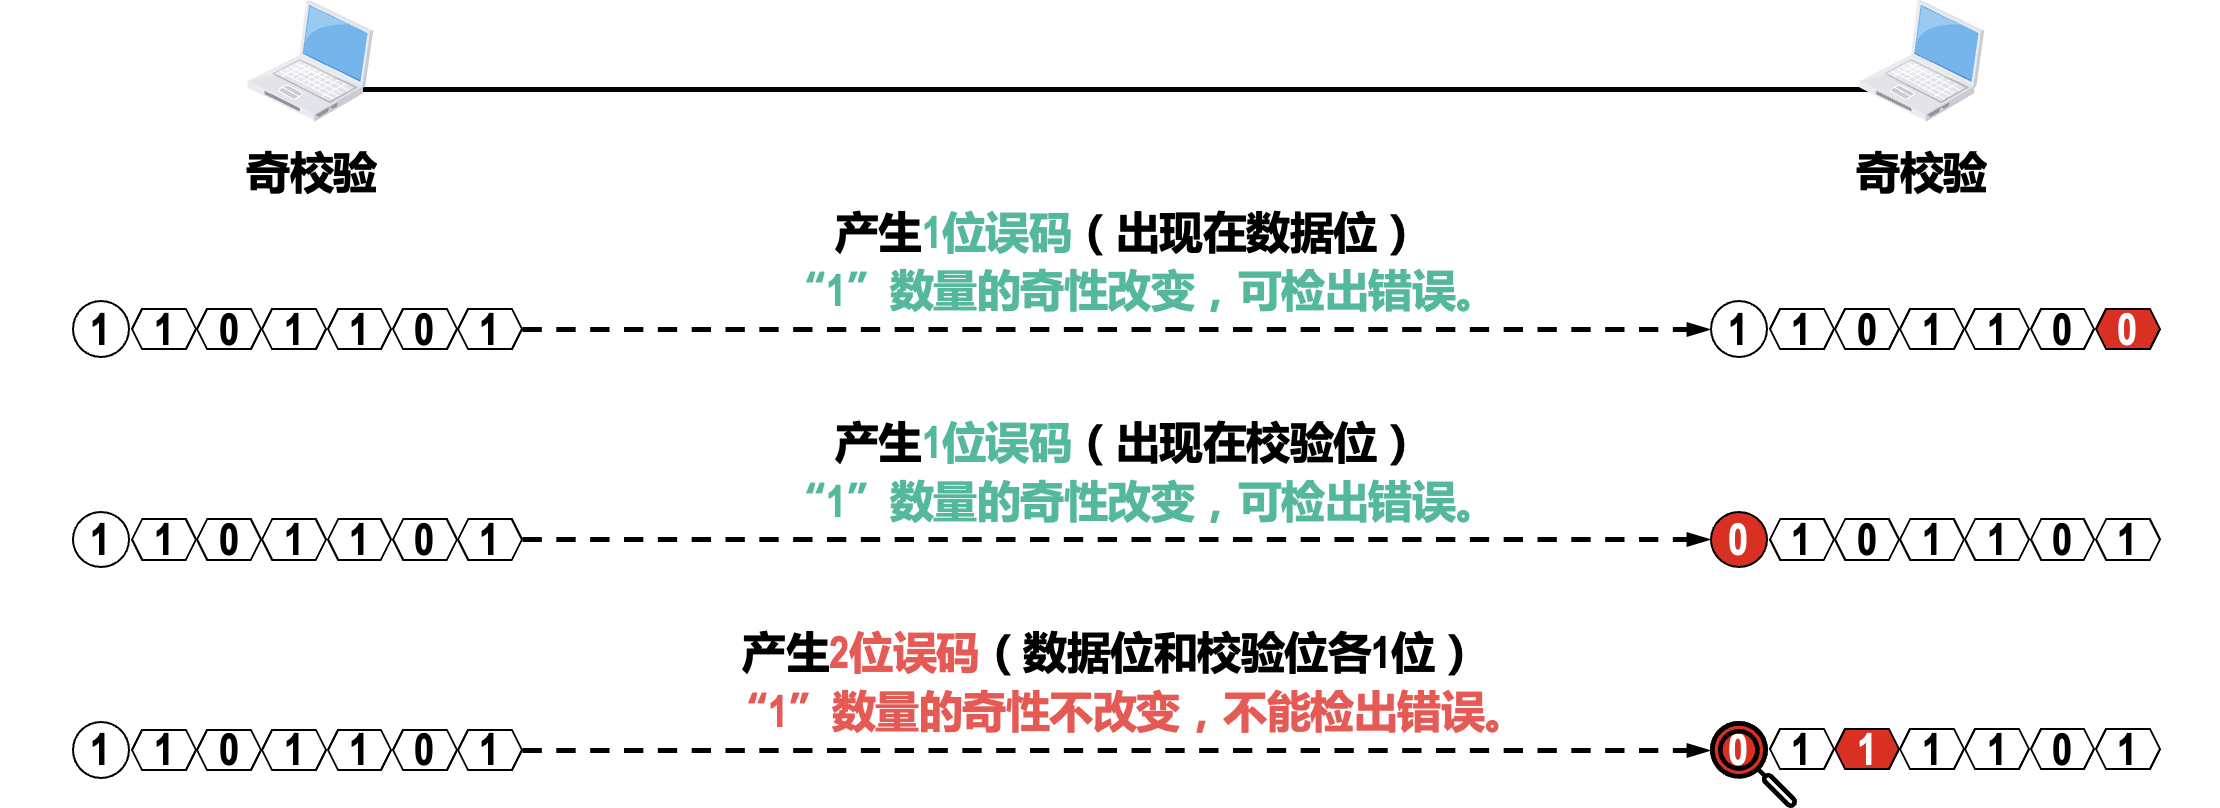 奇校验 奇校验
产生1位误码（出现在数据位）
“1”数量的奇性改变，可检出错误。
1 1 0 1 1 0 1 1 1 0 1 1 0 0
产生1位误码（出现在校验位）
“1”数量的奇性改变，可检出错误。
1 1 0 1 1 0 1 0 1 0 1 1 0 1
产生2位误码（数据位和校验位各1位）
“1”数量的奇性不改变，不能检出错误。
1 1 0 1 1 0 1 0 1 1 1 1 0 1